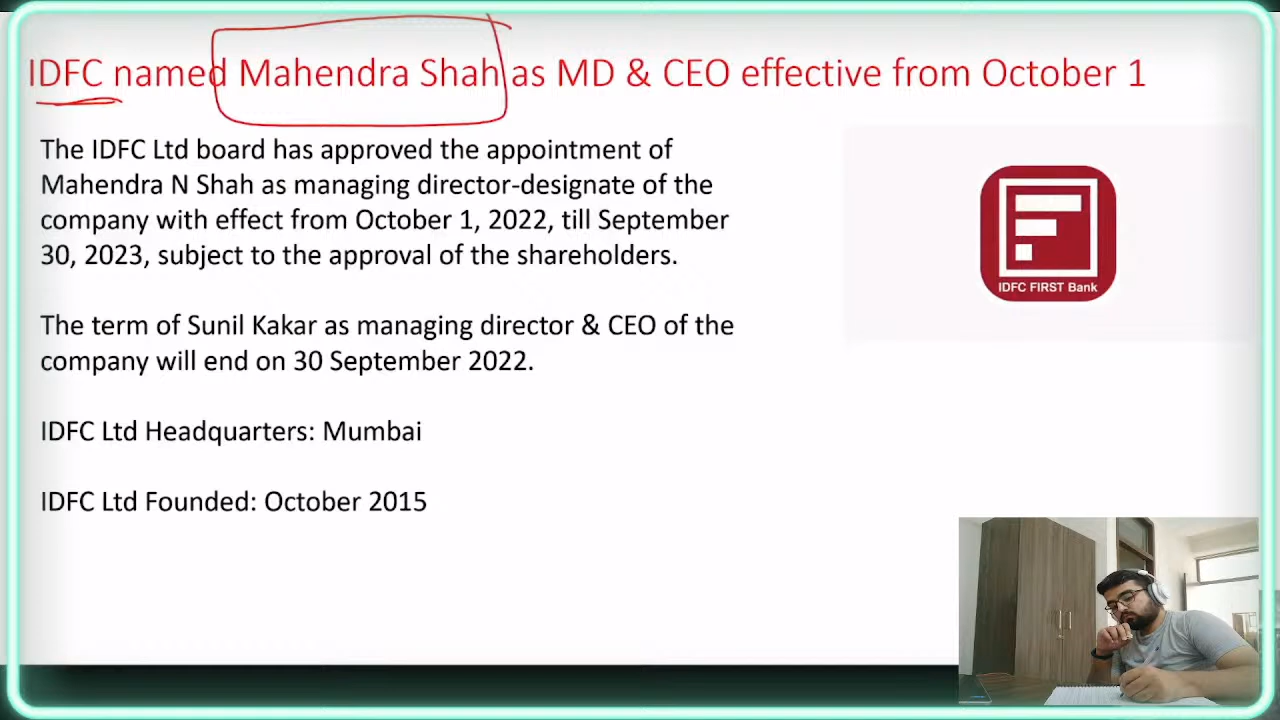 IDFC named Mahendra Shah as MD & CEO effective from October 1
The IDFC Ltd board has approved the appointment of
Mahendra N Shah as managing director-designate of the
company with effect from October 1, 2022, till September
30, 2023, subject to the approval of the shareholders.
The term of Sunil Kakar as managing director & CEO of the
company will end on 30 September 2022.
IDFC Ltd Headquarters: Mumbai
IDFC Ltd Founded: October 2015
IDFC FIRST Bank